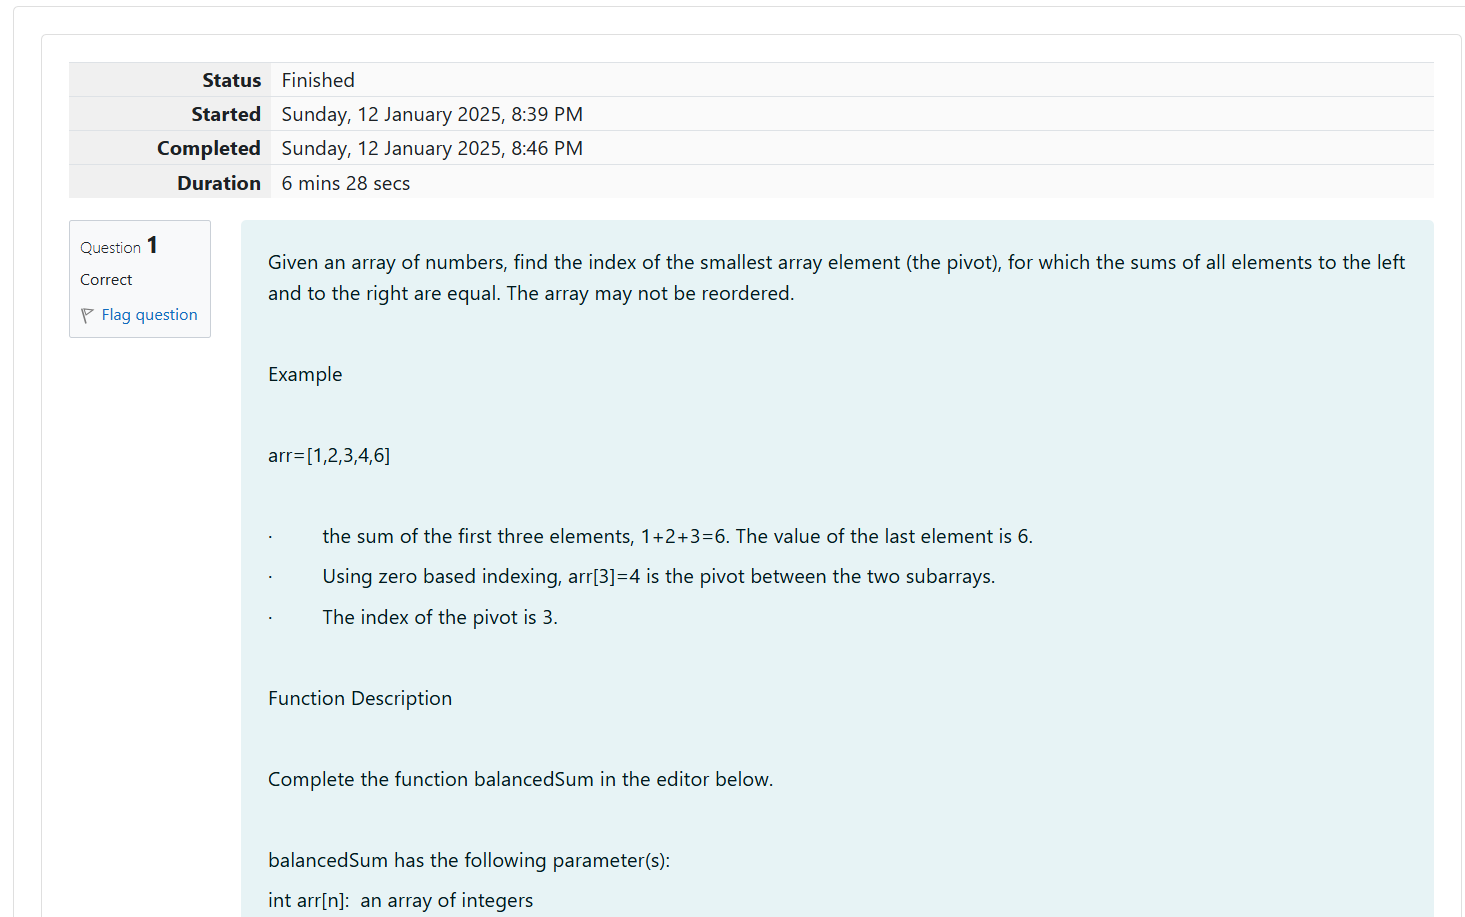 Status Finished
Started Sunday, 12 January 2025, 8:39 PM
Completed Sunday, 12 January 2025, 8:46 PM
Duration 6 mins 28 secs
Question 1
Correct
Flag question
Given an array of numbers, find the index of the smallest array element (the pivot), for which the sums of all elements to the left
and to the right are equal. The array may not be reordered.
Example
arr=[1,2,3,4,6]
· the sum of the first three elements, 1+2+3=6. The value of the last element is 6.
· Using zero based indexing, arr[3]=4 is the pivot between the two subarrays.
· The index of the pivot is 3.
Function Description
Complete the function balancedSum in the editor below.
balancedSum has the following parameter(s):
int arr[n]: an array of integers